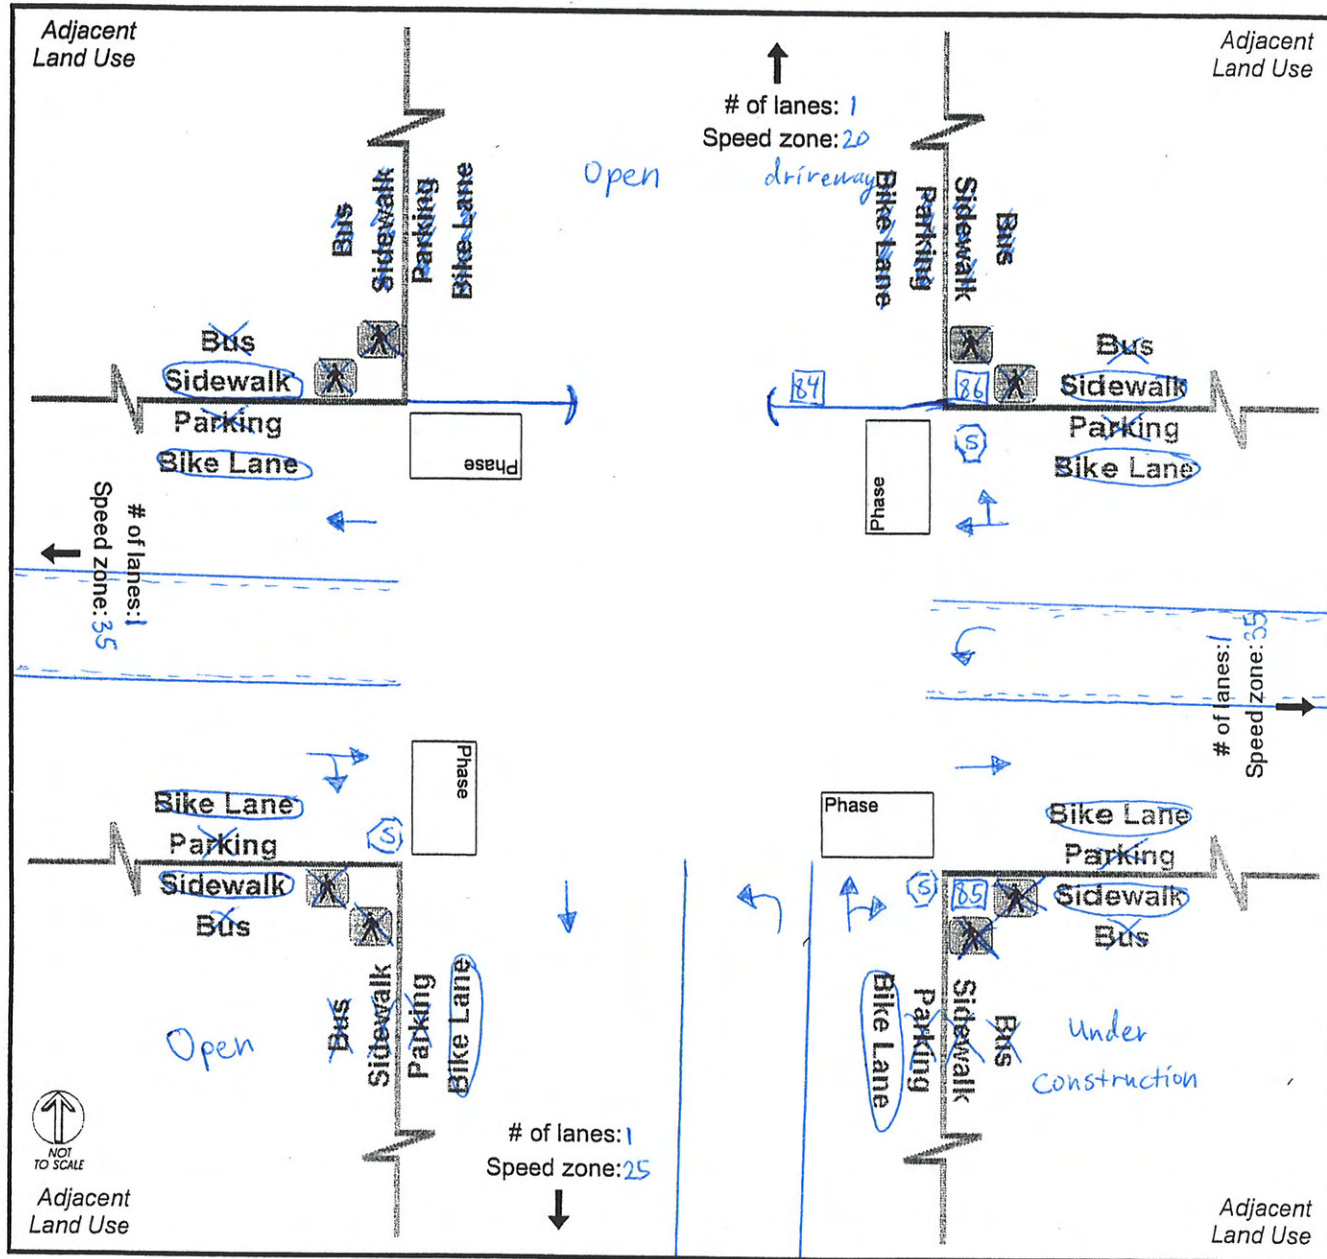 Adjacent
Land Use
Adjacent
Land Use
# of lanes: 1
Speed zone: 20
Open driveway
Bus
Sidewalk
Parking
Bike Lane
Bike Lane
Parking
Sidewalk
Bus
Bus
Sidewalk
Parking
Bike Lane
84
86
Bus
Sidewalk
Parking
Bike Lane
Phase
Phase
S
# of lanes: 1
Speed zone: 35
# of lanes: 1
Speed zone: 35
Phase
Phase
Bike Lane
Parking
Sidewalk
Bus
S
S
85
Bike Lane
Parking
Sidewalk
Bus
Bus
Sidewalk
Parking
Bike Lane
Bike Lane
Parking
Sidewalk
Bus
Open
Under
Construction
# of lanes: 1
Speed zone: 25
NOT
TO SCALE
Adjacent
Land Use
Adjacent
Land Use